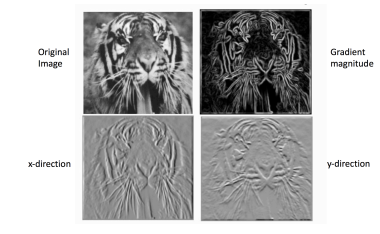 Original
Image
Gradient
magnitude
x-direction
y-direction